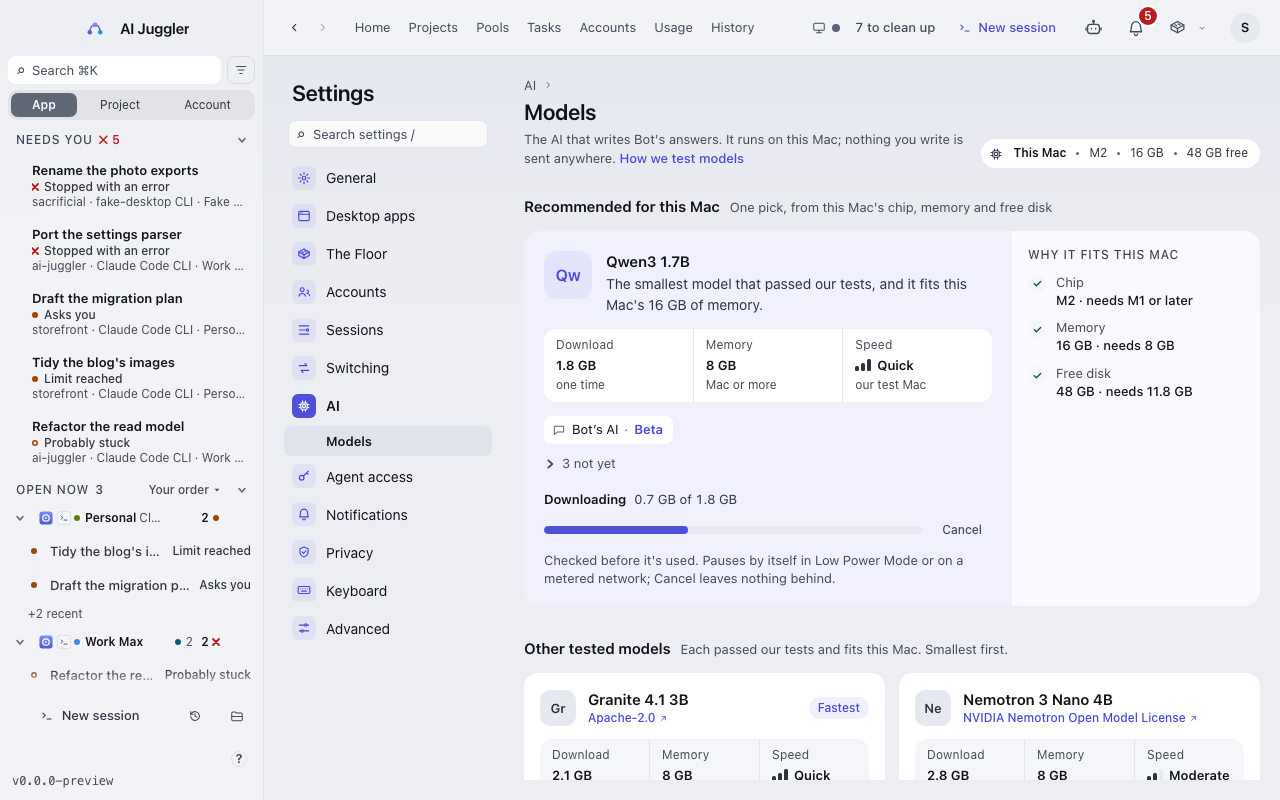 AI Juggler
Search ⌘K
App Project Account
NEEDS YOU 5
Rename the photo exports
Stopped with an error
sacrificial · fake-desktop CLI · Fake ...
Port the settings parser
Stopped with an error
ai-juggler · Claude Code CLI · Work ...
Draft the migration plan
Asks you
storefront · Claude Code CLI · Perso...
Tidy the blog's images
Limit reached
storefront · Claude Code CLI · Perso...
Refactor the read model
Probably stuck
ai-juggler · Claude Code CLI · Work ...
OPEN NOW 3 Your order
Personal Cl... 2
Tidy the blog's i... Limit reached
Draft the migration p... Asks you
+2 recent
Work Max 2 2
Refactor the re... Probably stuck
New session
?
v0.0.0-preview
Home Projects Pools Tasks Accounts Usage History
7 to clean up
New session
5
S
Settings
Search settings /
General
Desktop apps
The Floor
Accounts
Sessions
Switching
AI
Models
Agent access
Notifications
Privacy
Keyboard
Advanced
AI
Models
The AI that writes Bot's answers. It runs on this Mac; nothing you write is
sent anywhere. How we test models
This Mac • M2 • 16 GB • 48 GB free
Recommended for this Mac One pick, from this Mac's chip, memory and free disk
Qw
Qwen3 1.7B
The smallest model that passed our tests, and it fits this
Mac's 16 GB of memory.
Download Memory Speed
1.8 GB 8 GB Quick
one time Mac or more our test Mac
Bot's AI · Beta
3 not yet
Downloading 0.7 GB of 1.8 GB
Cancel
Checked before it's used. Pauses by itself in Low Power Mode or on a
metered network; Cancel leaves nothing behind.
WHY IT FITS THIS MAC
Chip
M2 · needs M1 or later
Memory
16 GB · needs 8 GB
Free disk
48 GB · needs 11.8 GB
Other tested models Each passed our tests and fits this Mac. Smallest first.
Gr
Granite 4.1 3B
Apache-2.0 ↗
Fastest
Download Memory Speed
2.1 GB 8 GB Quick
Ne
Nemotron 3 Nano 4B
NVIDIA Nemotron Open Model License ↗
Download Memory Speed
2.8 GB 8 GB Moderate